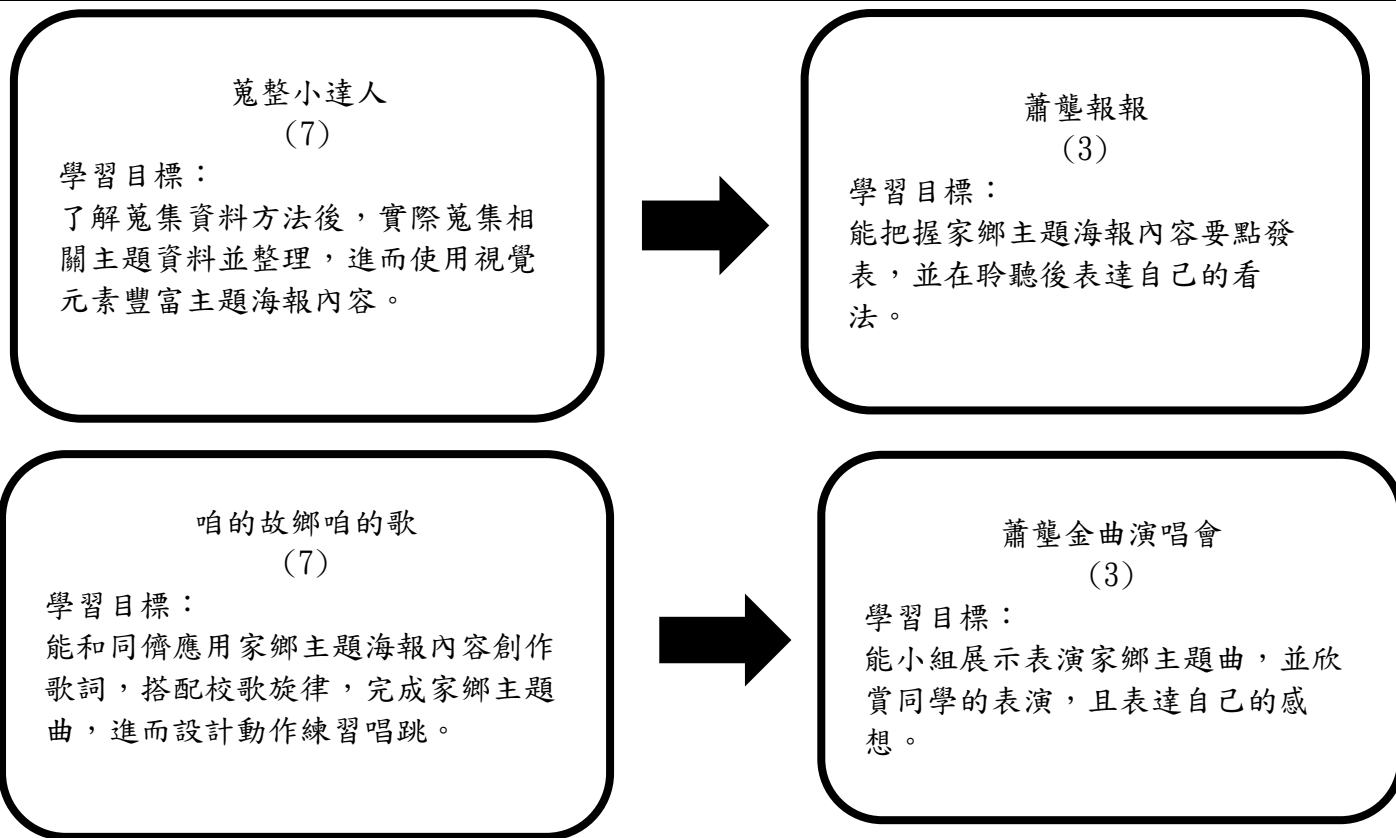 蒐整小達人
(7)
學習目標：
了解蒐集資料方法後，實際蒐集相
關主題資料並整理，進而使用視覺
元素豐富主題海報內容。
蕭壠報報
(3)
學習目標：
能把握家鄉主題海報內容要點發
表，並在聆聽後表達自己的看
法。
咱的故鄉咱的歌
(7)
學習目標：
能和同儕應用家鄉主題海報內容創作
歌詞，搭配校歌旋律，完成家鄉主題
曲，進而設計動作練習唱跳。
蕭壠金曲演唱會
(3)
學習目標：
能小組展示表演家鄉主題曲，並欣
賞同學的表演，且表達自己的感
想。